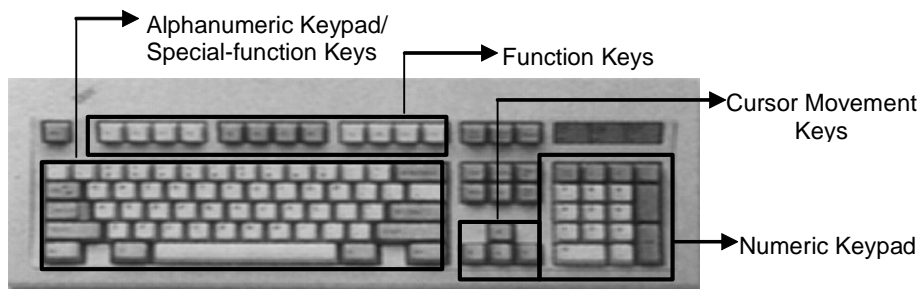 Alphanumeric Keypad/
Special-function Keys
Function Keys
Cursor Movement
Keys
Numeric Keypad